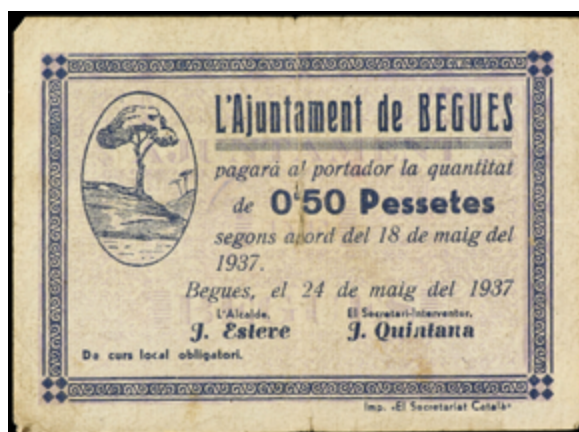 L'Ajuntament de BEGUES
pagarà al portador la quantitat
de 0'50 Pessetes
segons acord del 18 de maig del
1937.
Begues, el 24 de maig del 1937
L'Alcalde, El Secretari-Interventor,
J. Esteve J. Quintana
De curs local obligatori.
Imp. «El Secretariat Català»